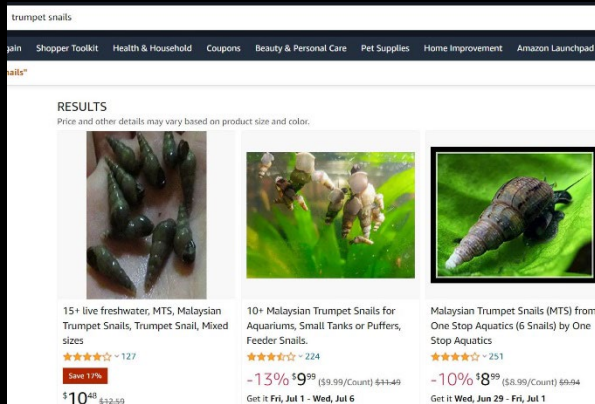 trumpet snails
gain Shopper Toolkit Health & Household Coupons Beauty & Personal Care Pet Supplies Home Improvement Amazon Launchpad
nails"
RESULTS
Price and other details may vary based on product size and color.
15+ live freshwater, MTS, Malaysian
Trumpet Snails, Trumpet Snail, Mixed
sizes
127
Save 17%
$10.48 $12.59
10+ Malaysian Trumpet Snails for
Aquariums, Small Tanks or Puffers,
Feeder Snails.
224
-13% $9.99 ($9.99/Count) $11.49
Get it Fri, Jul 1 - Wed, Jul 6
Malaysian Trumpet Snails (MTS) from
One Stop Aquatics (6 Snails) by One
Stop Aquatics
251
-10% $8.99 ($8.99/Count) $9.94
Get it Wed, Jun 29 - Fri, Jul 1